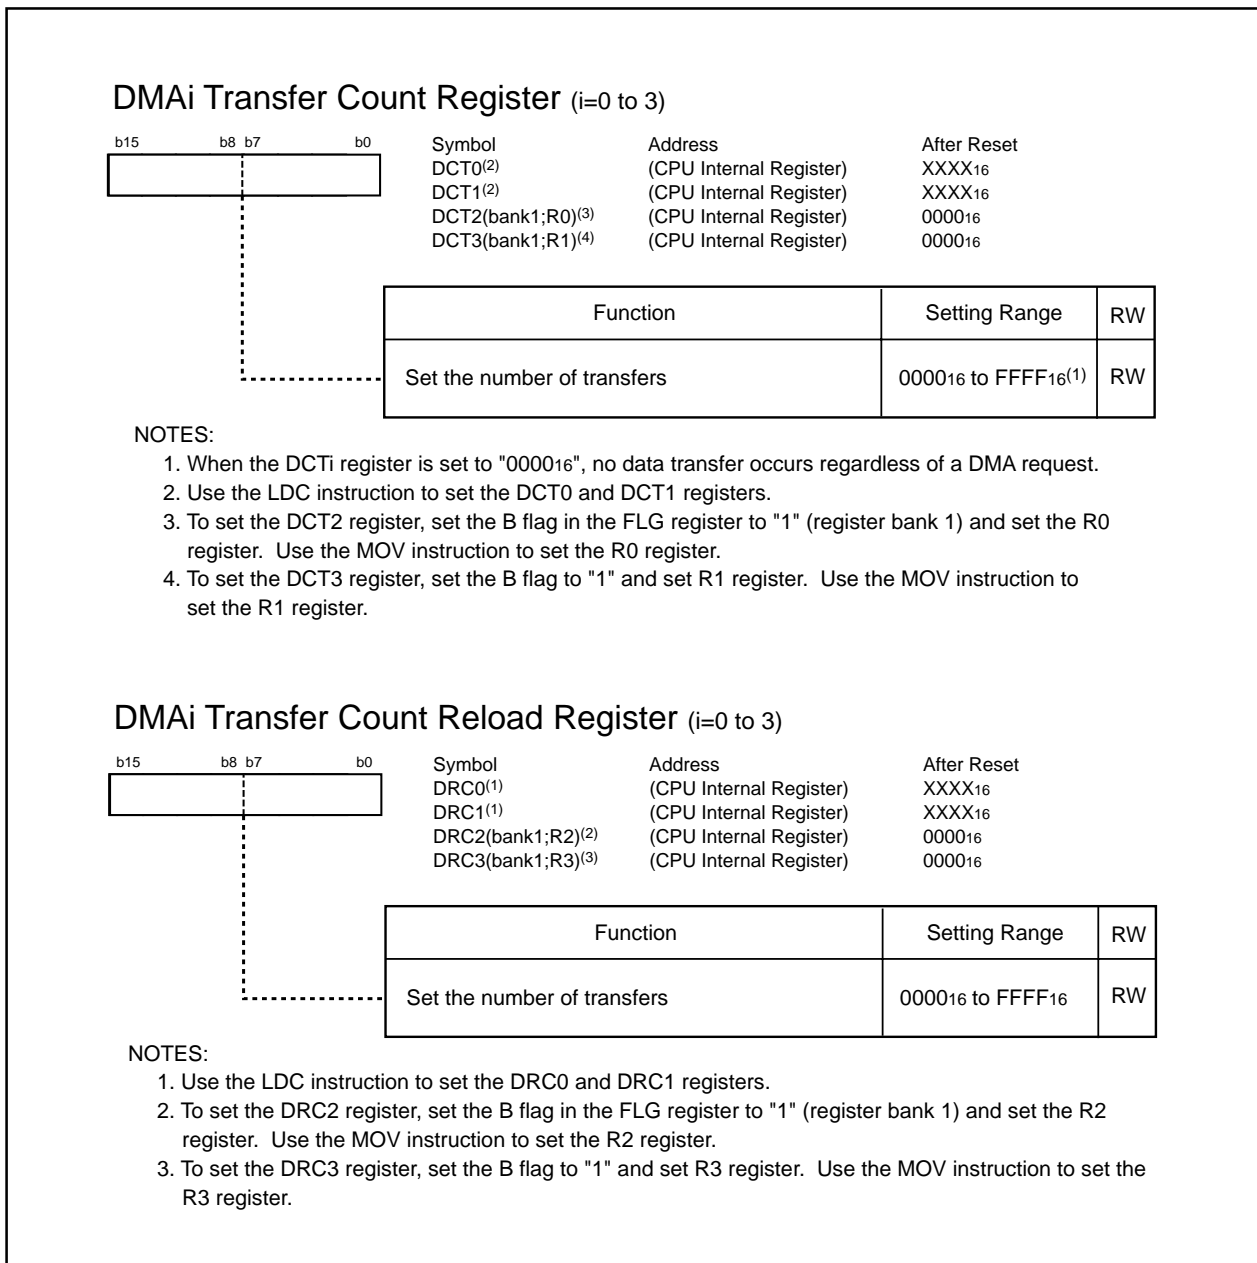 DMAi Transfer Count Register (i=0 to 3)
b15 b8 b7 b0
Symbol Address After Reset
DCT0(2) (CPU Internal Register) XXXX16
DCT1(2) (CPU Internal Register) XXXX16
DCT2(bank1;R0)(3) (CPU Internal Register) 000016
DCT3(bank1;R1)(4) (CPU Internal Register) 000016
Function Setting Range RW
Set the number of transfers 000016 to FFFF16(1) RW
NOTES:
1. When the DCTi register is set to "000016", no data transfer occurs regardless of a DMA request.
2. Use the LDC instruction to set the DCT0 and DCT1 registers.
3. To set the DCT2 register, set the B flag in the FLG register to "1" (register bank 1) and set the R0
register. Use the MOV instruction to set the R0 register.
4. To set the DCT3 register, set the B flag to "1" and set R1 register. Use the MOV instruction to
set the R1 register.
DMAi Transfer Count Reload Register (i=0 to 3)
b15 b8 b7 b0
Symbol Address After Reset
DRC0(1) (CPU Internal Register) XXXX16
DRC1(1) (CPU Internal Register) XXXX16
DRC2(bank1;R2)(2) (CPU Internal Register) 000016
DRC3(bank1;R3)(3) (CPU Internal Register) 000016
Function Setting Range RW
Set the number of transfers 000016 to FFFF16 RW
NOTES:
1. Use the LDC instruction to set the DRC0 and DRC1 registers.
2. To set the DRC2 register, set the B flag in the FLG register to "1" (register bank 1) and set the R2
register. Use the MOV instruction to set the R2 register.
3. To set the DRC3 register, set the B flag to "1" and set R3 register. Use the MOV instruction to set the
R3 register.